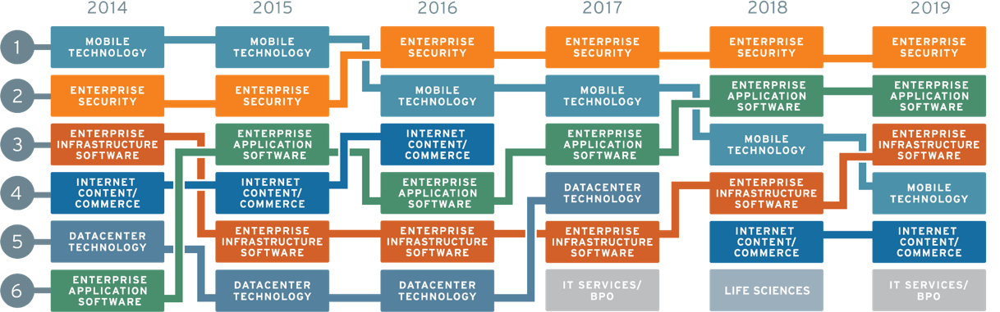 2014 2015 2016 2017 2018 2019
1
MOBILE
TECHNOLOGY
MOBILE
TECHNOLOGY
ENTERPRISE
SECURITY
ENTERPRISE
SECURITY
ENTERPRISE
SECURITY
ENTERPRISE
SECURITY
2
ENTERPRISE
SECURITY
ENTERPRISE
SECURITY
MOBILE
TECHNOLOGY
MOBILE
TECHNOLOGY
ENTERPRISE
APPLICATION
SOFTWARE
ENTERPRISE
APPLICATION
SOFTWARE
3
ENTERPRISE
INFRASTRUCTURE
SOFTWARE
ENTERPRISE
APPLICATION
SOFTWARE
INTERNET
CONTENT/
COMMERCE
ENTERPRISE
APPLICATION
SOFTWARE
MOBILE
TECHNOLOGY
ENTERPRISE
INFRASTRUCTURE
SOFTWARE
4
INTERNET
CONTENT/
COMMERCE
INTERNET
CONTENT/
COMMERCE
ENTERPRISE
APPLICATION
SOFTWARE
DATACENTER
TECHNOLOGY
ENTERPRISE
INFRASTRUCTURE
SOFTWARE
MOBILE
TECHNOLOGY
5
DATACENTER
TECHNOLOGY
ENTERPRISE
INFRASTRUCTURE
SOFTWARE
ENTERPRISE
INFRASTRUCTURE
SOFTWARE
ENTERPRISE
INFRASTRUCTURE
SOFTWARE
INTERNET
CONTENT/
COMMERCE
INTERNET
CONTENT/
COMMERCE
6
ENTERPRISE
APPLICATION
SOFTWARE
DATACENTER
TECHNOLOGY
DATACENTER
TECHNOLOGY
IT SERVICES/
BPO
LIFE SCIENCES
IT SERVICES/
BPO